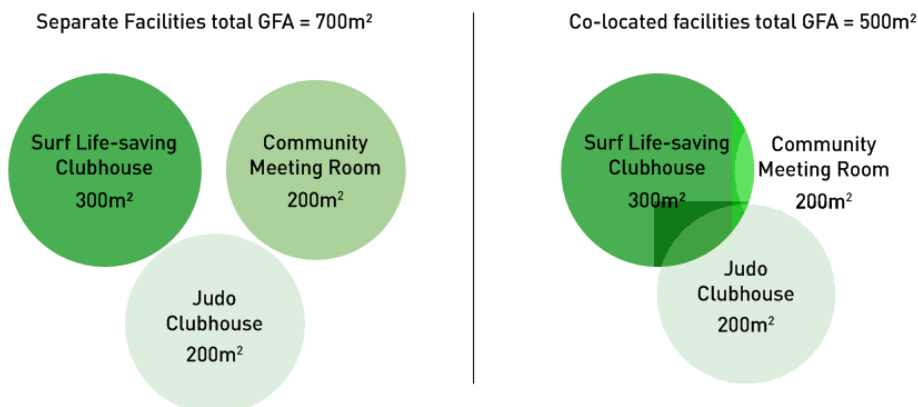 Separate Facilities total GFA = 700m²
Surf Life-saving
Clubhouse
300m²
Community
Meeting Room
200m²
Judo
Clubhouse
200m²
Co-located facilities total GFA = 500m²
Surf Life-saving
Clubhouse
300m²
Community
Meeting Room
200m²
Judo
Clubhouse
200m²